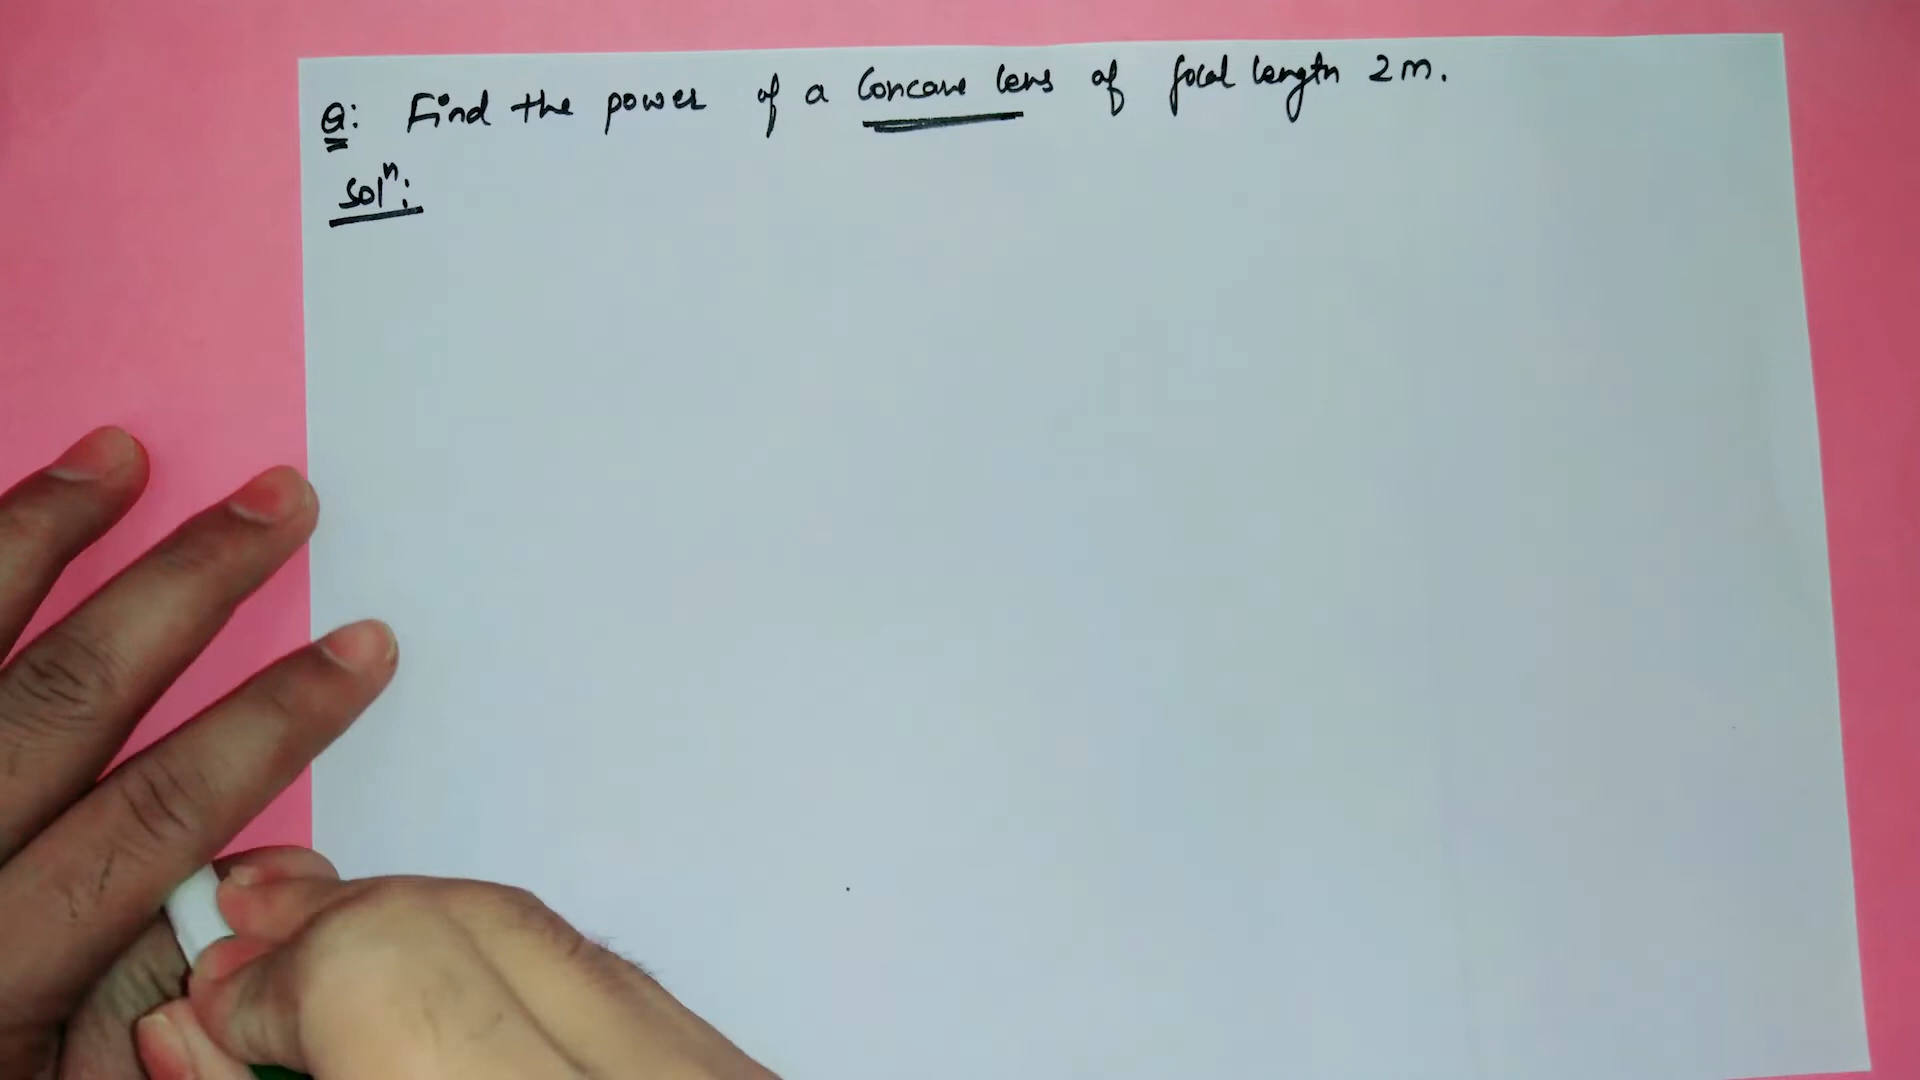 Q: Find the power of a Concave lens of focal length 2m.
Solⁿ: